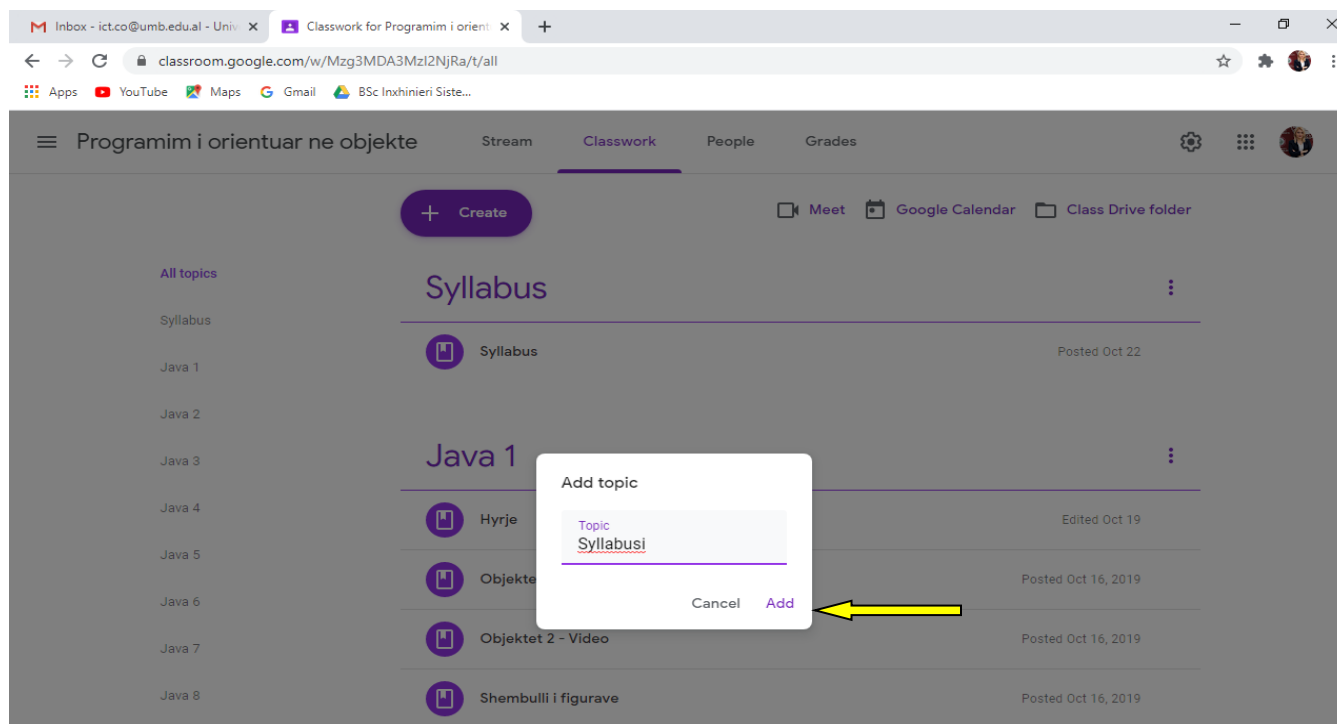 Inbox - ict.co@umb.edu.al - Univ
Classwork for Programim i orient
classroom.google.com/w/Mzg3MDA3MzI2NjRa/t/all
Apps YouTube Maps Gmail BSc Inxhinieri Siste...
Programim i orientuar ne objekte Stream Classwork People Grades
Create Meet Google Calendar Class Drive folder
All topics
Syllabus
Java 1
Java 2
Java 3
Java 4
Java 5
Java 6
Java 7
Java 8
Syllabus
Syllabus Posted Oct 22
Java 1
Hyrje Edited Oct 19
Objekte Posted Oct 16, 2019
Objektet 2 - Video Posted Oct 16, 2019
Shembulli i figurave Posted Oct 16, 2019
Add topic
Topic
Syllabusi
Cancel Add